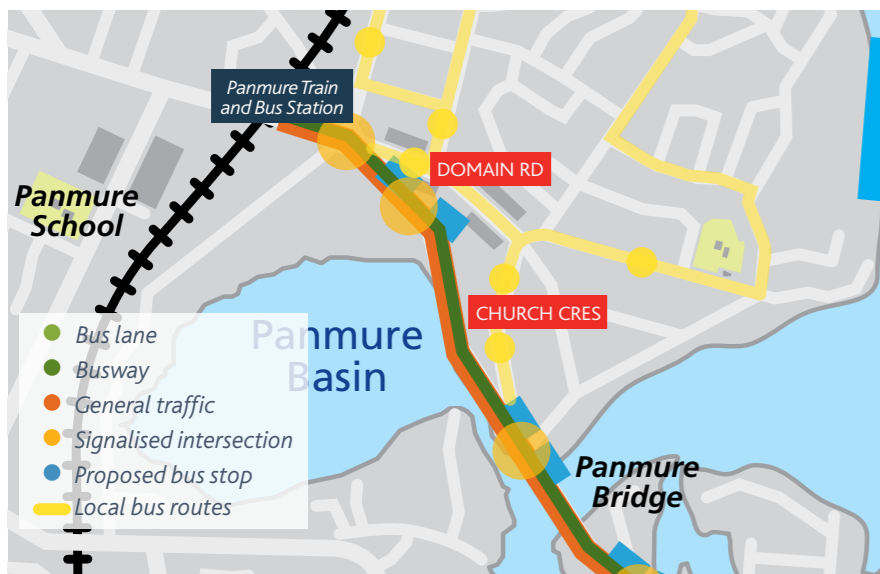 Panmure Train
and Bus Station
DOMAIN RD
Panmure
School
CHURCH CRES
Panmure
Basin
Bus lane
Busway
General traffic
Signalised intersection
Proposed bus stop
Local bus routes
Panmure
Bridge